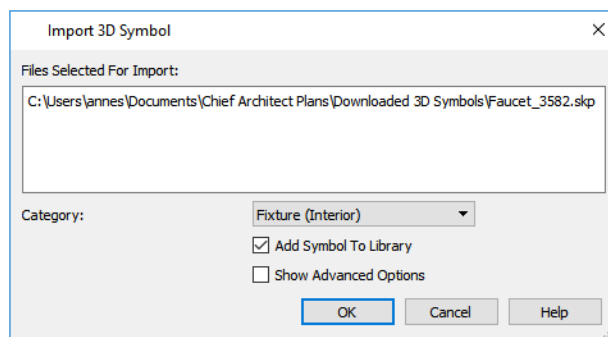 Import 3D Symbol
Files Selected For Import:
C:\Users\annes\Documents\Chief Architect Plans\Downloaded 3D Symbols\Faucet_3582.skp
Category:
Fixture (Interior)
Add Symbol To Library
Show Advanced Options
OK Cancel Help